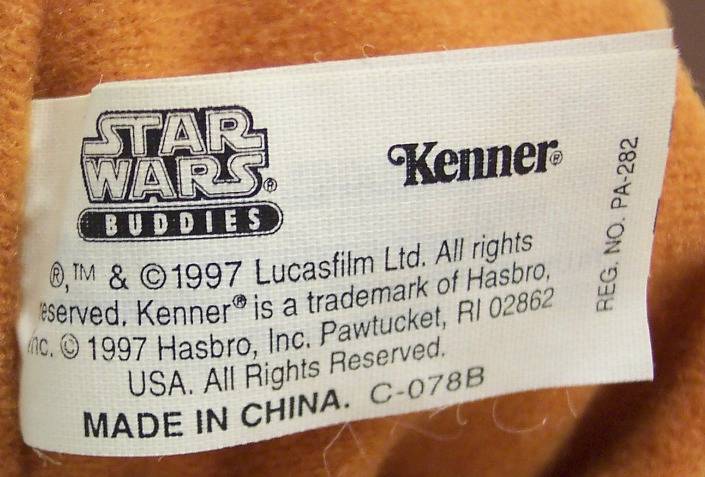 STAR
WARS®
BUDDIES
Kenner®
®,™ & ©1997 Lucasfilm Ltd. All rights
eserved. Kenner® is a trademark of Hasbro,
nc. © 1997 Hasbro, Inc. Pawtucket, RI 02862
USA. All Rights Reserved.
MADE IN CHINA. C-078B
REG. NO. PA-282